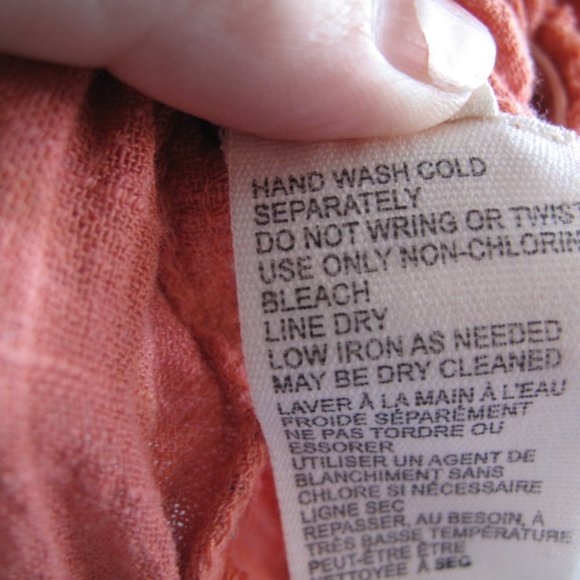 HAND WASH COLD
SEPARATELY
DO NOT WRING OR TWIST
USE ONLY NON-CHLORIN
BLEACH
LINE DRY
LOW IRON AS NEEDED
MAY BE DRY CLEANED
LAVER À LA MAIN À L'EAU
FROIDE SÉPARÉMENT
NE PAS TORDRE OU
ESSORER
UTILISER UN AGENT DE
BLANCHIMENT SANS
CHLORE SI NÉCESSAIRE
LIGNE SEC
REPASSER, AU BESOIN, À
TRÈS BASSE TEMPÉRATURE
PEUT-ÊTRE ÊTRE
NETTOYÉE À SEC